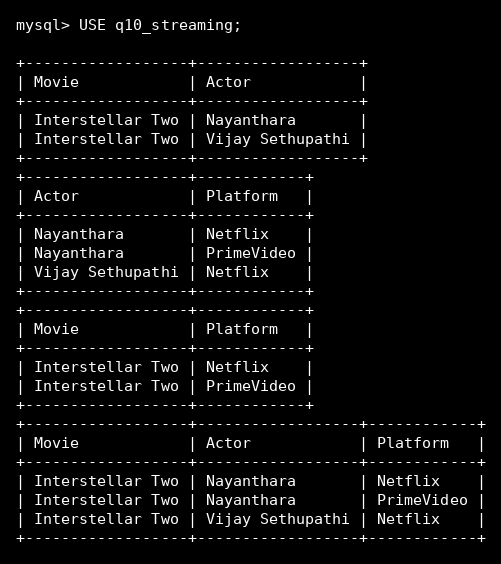 mysql> USE q10_streaming;

+------------------+------------------+
| Movie            | Actor            |
+------------------+------------------+
| Interstellar Two | Nayanthara       |
| Interstellar Two | Vijay Sethupathi |
+------------------+------------------+
+------------------+------------+
| Actor            | Platform   |
+------------------+------------+
| Nayanthara       | Netflix    |
| Nayanthara       | PrimeVideo |
| Vijay Sethupathi | Netflix    |
+------------------+------------+
+------------------+------------+
| Movie            | Platform   |
+------------------+------------+
| Interstellar Two | Netflix    |
| Interstellar Two | PrimeVideo |
+------------------+------------+
+------------------+------------------+------------+
| Movie            | Actor            | Platform   |
+------------------+------------------+------------+
| Interstellar Two | Nayanthara       | Netflix    |
| Interstellar Two | Nayanthara       | PrimeVideo |
| Interstellar Two | Vijay Sethupathi | Netflix    |
+------------------+------------------+------------+